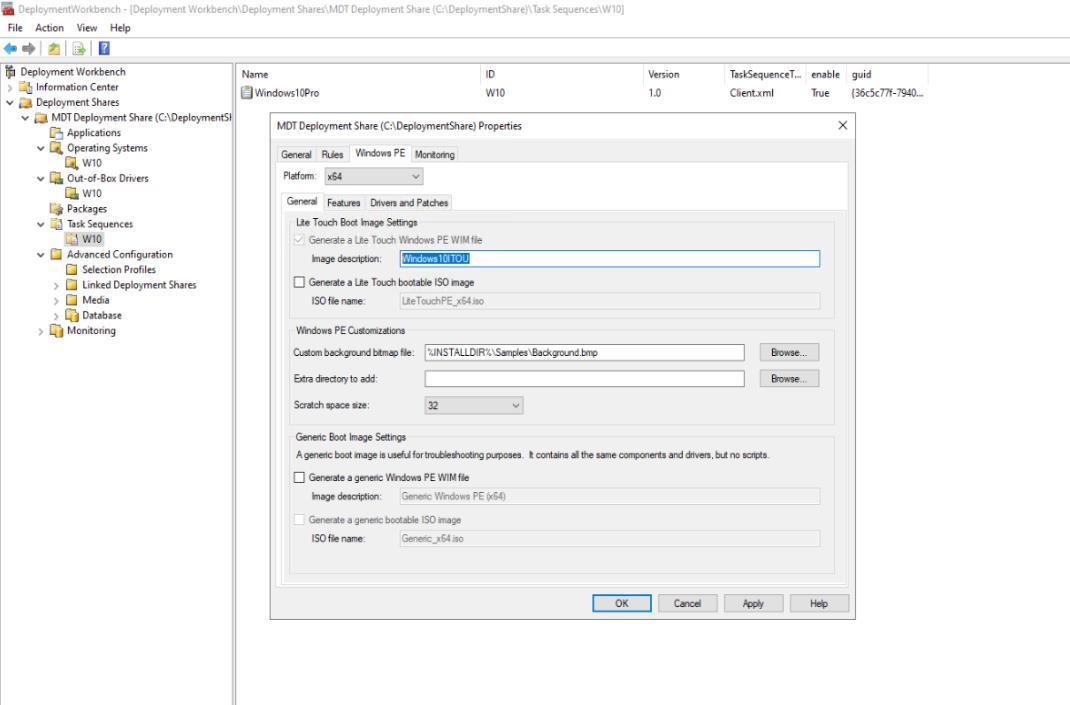 DeploymentWorkbench - [Deployment Workbench\Deployment Shares\MDT Deployment Share (C:\DeploymentShare)\Task Sequences\W10]
File Action View Help
Deployment Workbench
Information Center
Deployment Shares
MDT Deployment Share (C:\DeploymentSl
Applications
Operating Systems
W10
Out-of-Box Drivers
W10
Packages
Task Sequences
W10
Advanced Configuration
Selection Profiles
Linked Deployment Shares
Media
Database
Monitoring
Name ID Version TaskSequenceT... enable guid
Windows10Pro W10 1.0 Client.xml True {36c5c77f-7940...
MDT Deployment Share (C:\DeploymentShare) Properties
General Rules Windows PE Monitoring
Platform: x64
General Features Drivers and Patches
Lite Touch Boot Image Settings
Generate a Lite Touch Windows PE WIM file
Image description: Windows10ITOU
Generate a Lite Touch bootable ISO image
ISO file name: LiteTouchPE_x64.iso
Windows PE Customizations
Custom background bitmap file: %INSTALLDIR%\Samples\Background.bmp Browse...
Extra directory to add: Browse...
Scratch space size: 32
Generic Boot Image Settings
A generic boot image is useful for troubleshooting purposes. It contains all the same components and drivers, but no scripts.
Generate a generic Windows PE WIM file
Image description: Generic Windows PE (x64)
Generate a generic bootable ISO image
ISO file name: Generic_x64.iso
OK Cancel Apply Help